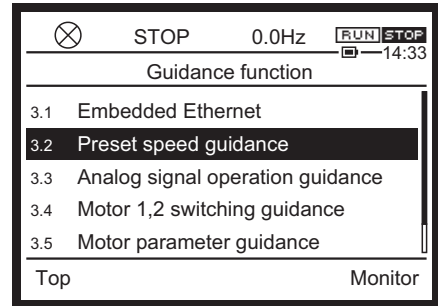 STOP 0.0Hz RUN STOP
14:33
Guidance function
3.1 Embedded Ethernet
3.2 Preset speed guidance
3.3 Analog signal operation guidance
3.4 Motor 1,2 switching guidance
3.5 Motor parameter guidance
Top Monitor